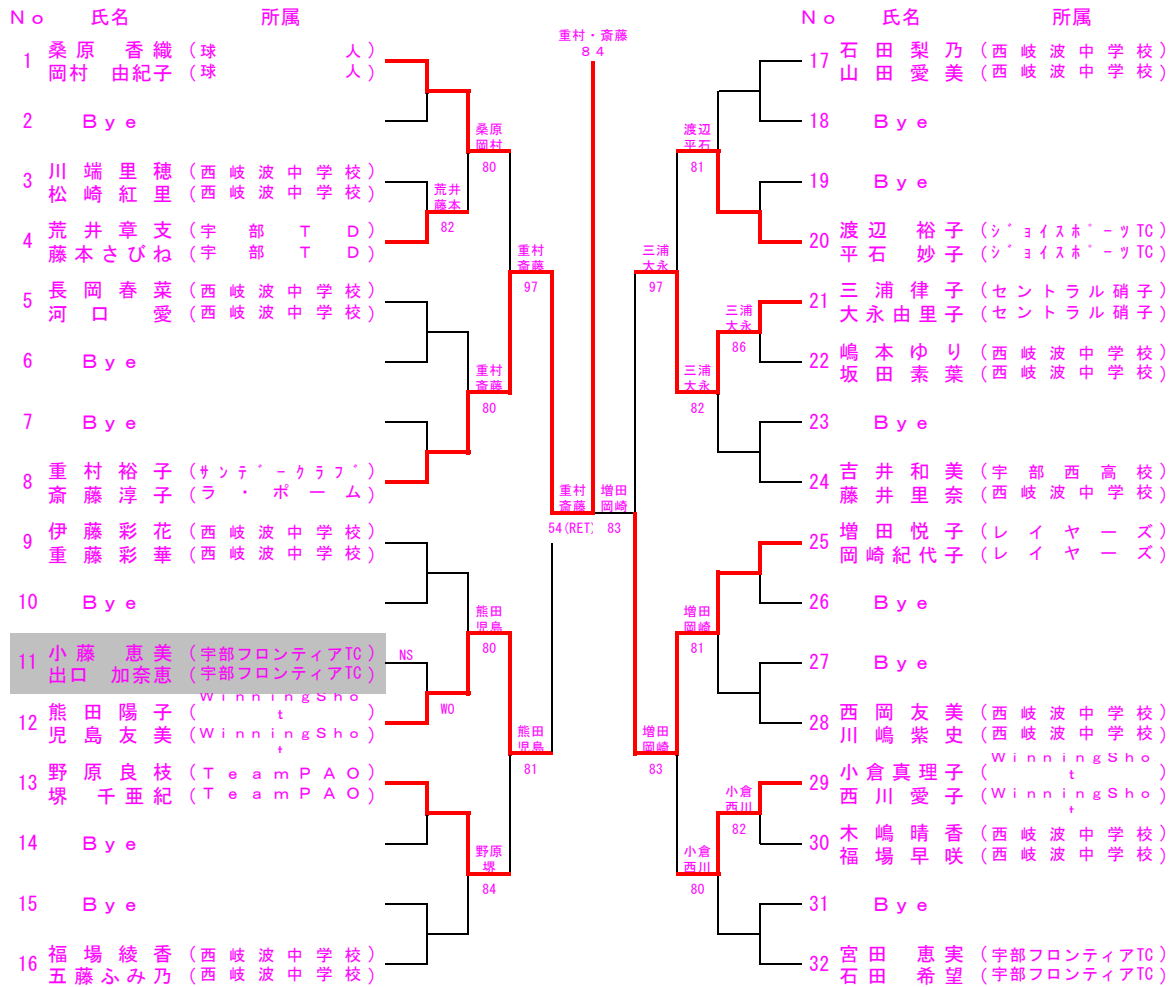 Ｎｏ 氏名 所属
1 桑原 香織 (球 人)
岡村 由紀子 (球 人)
2 Ｂｙｅ
3 川端里穂 (西岐波中学校)
松崎紅里 (西岐波中学校)
4 荒井章支 (宇部ＴＤ)
藤本さびね (宇部ＴＤ)
5 長岡春菜 (西岐波中学校)
河口 愛 (西岐波中学校)
6 Ｂｙｅ
7 Ｂｙｅ
8 重村裕子 (ｻﾝﾃﾞｰｸﾗﾌﾞ)
斎藤淳子 (ラ・ポーム)
9 伊藤彩花 (西岐波中学校)
重藤彩華 (西岐波中学校)
10 Ｂｙｅ
11 小藤 恵美 (宇部フロンティアTC)
出口 加奈恵 (宇部フロンティアTC)
12 熊田陽子 (ＷｉｎｎｉｎｇＳｈｏｔ)
児島友美 (ＷｉｎｎｉｎｇＳｈｏｔ)
13 野原良枝 (ＴｅａｍＰＡＯ)
堺 千亜紀 (ＴｅａｍＰＡＯ)
14 Ｂｙｅ
15 Ｂｙｅ
16 福場綾香 (西岐波中学校)
五藤ふみ乃 (西岐波中学校)
荒井
藤本
82
NS
WO
桑原
岡村
80
重村
斎藤
80
熊田
児島
80
野原
堺
84
重村
斎藤
97
熊田
児島
81
重村
斎藤
54(RET)
重村・斎藤
８４
増田
岡崎
83
三浦
大永
97
増田
岡崎
83
渡辺
平石
81
三浦
大永
82
増田
岡崎
81
小倉
西川
80
三浦
大永
86
小倉
西川
82
Ｎｏ 氏名 所属
17 石田梨乃 (西岐波中学校)
山田愛美 (西岐波中学校)
18 Ｂｙｅ
19 Ｂｙｅ
20 渡辺 裕子 (ｼﾞｮｲｽﾎﾟｰﾂTC)
平石 妙子 (ｼﾞｮｲｽﾎﾟｰﾂTC)
21 三浦律子 (セントラル硝子)
大永由里子 (セントラル硝子)
22 嶋本ゆり (西岐波中学校)
坂田素葉 (西岐波中学校)
23 Ｂｙｅ
24 吉井和美 (宇部西高校)
藤井里奈 (西岐波中学校)
25 増田悦子 (レイヤーズ)
岡崎紀代子 (レイヤーズ)
26 Ｂｙｅ
27 Ｂｙｅ
28 西岡友美 (西岐波中学校)
川嶋紫史 (西岐波中学校)
29 小倉真理子 (ＷｉｎｎｉｎｇＳｈｏｔ)
西川愛子 (ＷｉｎｎｉｎｇＳｈｏｔ)
30 木嶋晴香 (西岐波中学校)
福場早咲 (西岐波中学校)
31 Ｂｙｅ
32 宮田 恵実 (宇部フロンティアTC)
石田 希望 (宇部フロンティアTC)